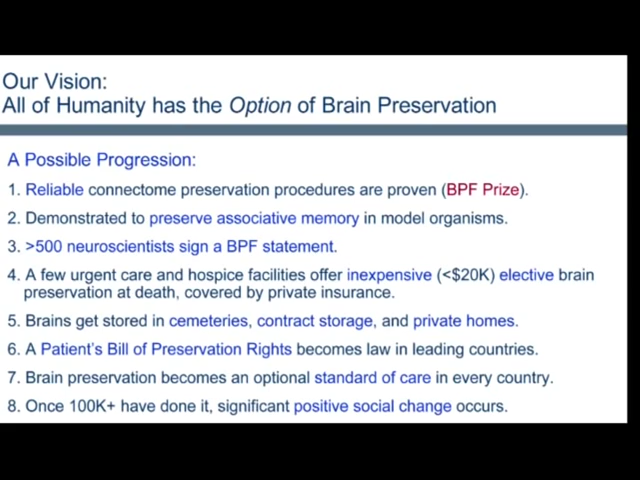 Our Vision:
All of Humanity has the Option of Brain Preservation
A Possible Progression:
1. Reliable connectome preservation procedures are proven (BPF Prize).
2. Demonstrated to preserve associative memory in model organisms.
3. >500 neuroscientists sign a BPF statement.
4. A few urgent care and hospice facilities offer inexpensive (<$20K) elective brain
preservation at death, covered by private insurance.
5. Brains get stored in cemeteries, contract storage, and private homes.
6. A Patient's Bill of Preservation Rights becomes law in leading countries.
7. Brain preservation becomes an optional standard of care in every country.
8. Once 100K+ have done it, significant positive social change occurs.